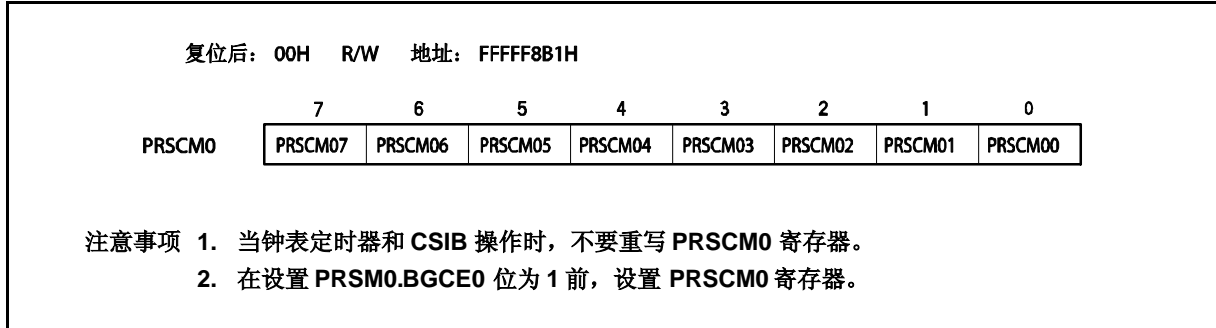 复位后： 00H R/W 地址： FFFFF8B1H
7 6 5 4 3 2 1 0
PRSCM0 PRSCM07 PRSCM06 PRSCM05 PRSCM04 PRSCM03 PRSCM02 PRSCM01 PRSCM00
注意事项 1. 当钟表定时器和 CSIB 操作时，不要重写 PRSCM0 寄存器。
2. 在设置 PRSM0.BGCE0 位为 1 前，设置 PRSCM0 寄存器。